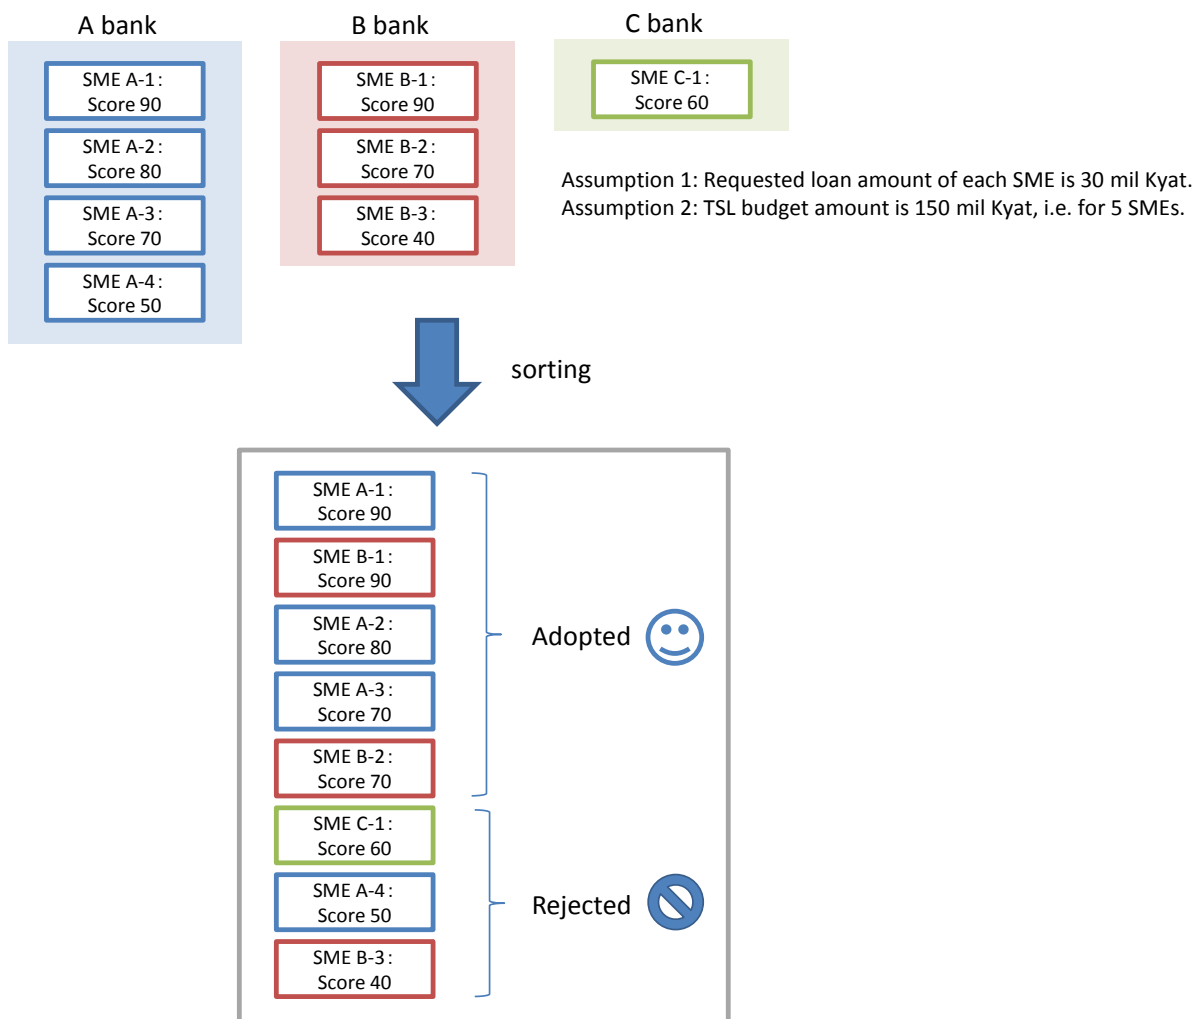 A bank
SME A-1:
Score 90
SME A-2:
Score 80
SME A-3:
Score 70
SME A-4:
Score 50
B bank
SME B-1:
Score 90
SME B-2:
Score 70
SME B-3:
Score 40
C bank
SME C-1:
Score 60
Assumption 1: Requested loan amount of each SME is 30 mil Kyat.
Assumption 2: TSL budget amount is 150 mil Kyat, i.e. for 5 SMEs.
sorting
SME A-1:
Score 90
SME B-1:
Score 90
SME A-2:
Score 80
SME A-3:
Score 70
SME B-2:
Score 70
Adopted
SME C-1:
Score 60
SME A-4:
Score 50
SME B-3:
Score 40
Rejected